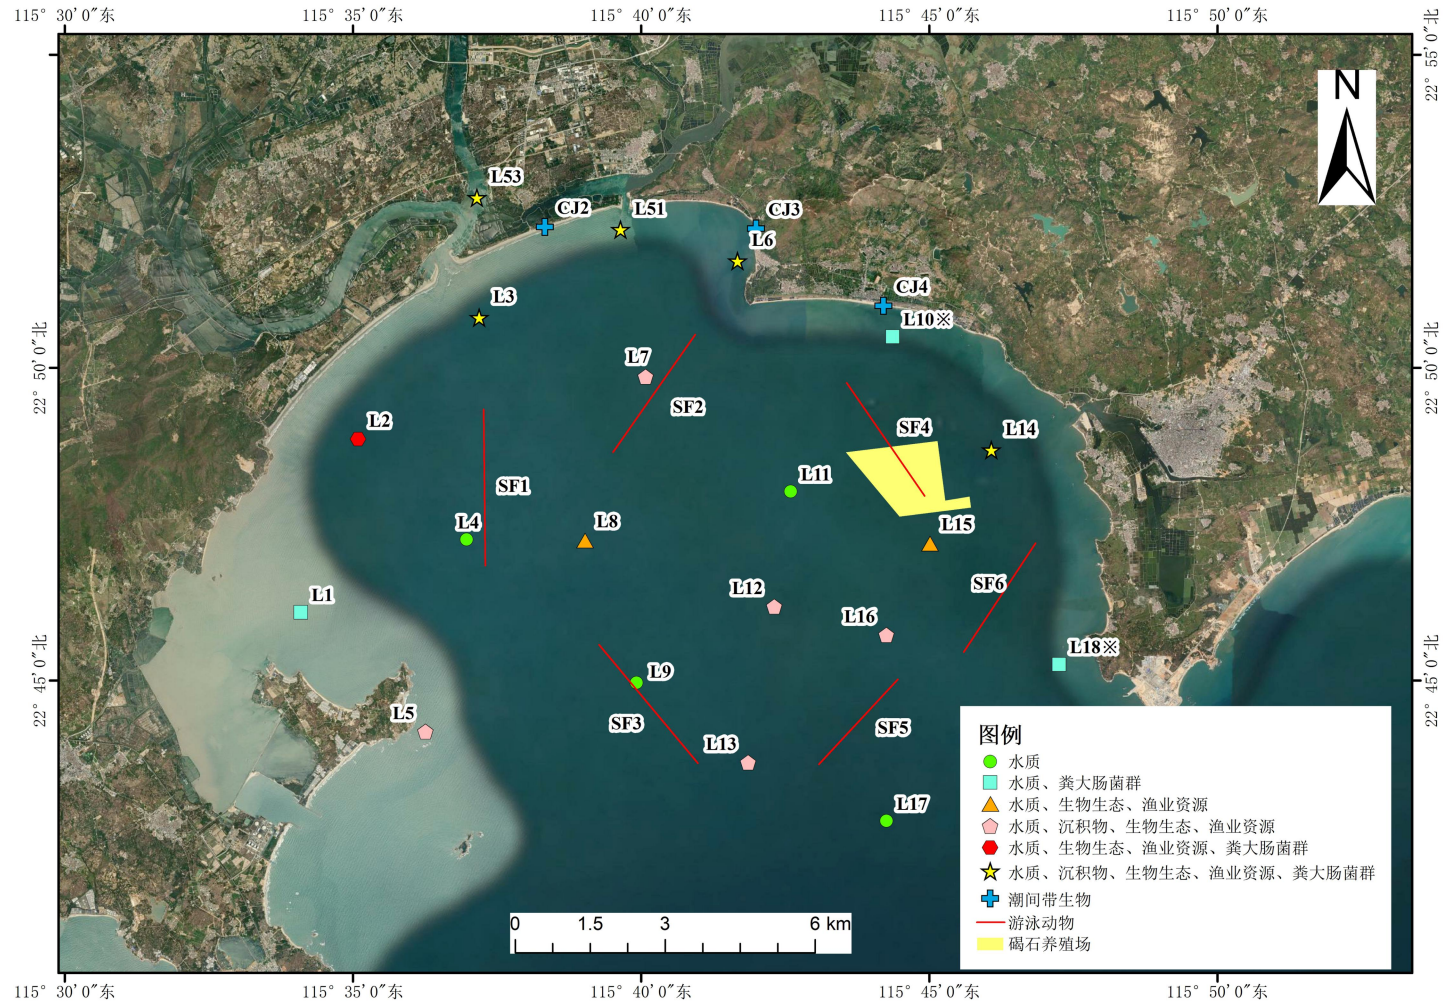 115° 30′ 0″东 115° 35′ 0″东 115° 40′ 0″东 115° 45′ 0″东 115° 50′ 0″东
22° 55′ 0″北 22° 55′ 0″北
N
L53
CJ2 L51 CJ3
L6
L3
CJ4
L10※
22° 50′ 0″北 22° 50′ 0″北
L7
SF2
L2
SF4 L14
SF1
L11
L4 L8 L15
L12 SF6
L1
L16
L18※
L9
22° 45′ 0″北 22° 45′ 0″北
L5
SF3 SF5
L13
L17
图例
水质
水质、粪大肠菌群
水质、生物生态、渔业资源
水质、沉积物、生物生态、渔业资源
水质、生物生态、渔业资源、粪大肠菌群
水质、沉积物、生物生态、渔业资源、粪大肠菌群
潮间带生物
游泳动物
碣石养殖场
0 1.5 3 6 km
115° 30′ 0″东 115° 35′ 0″东 115° 40′ 0″东 115° 45′ 0″东 115° 50′ 0″东